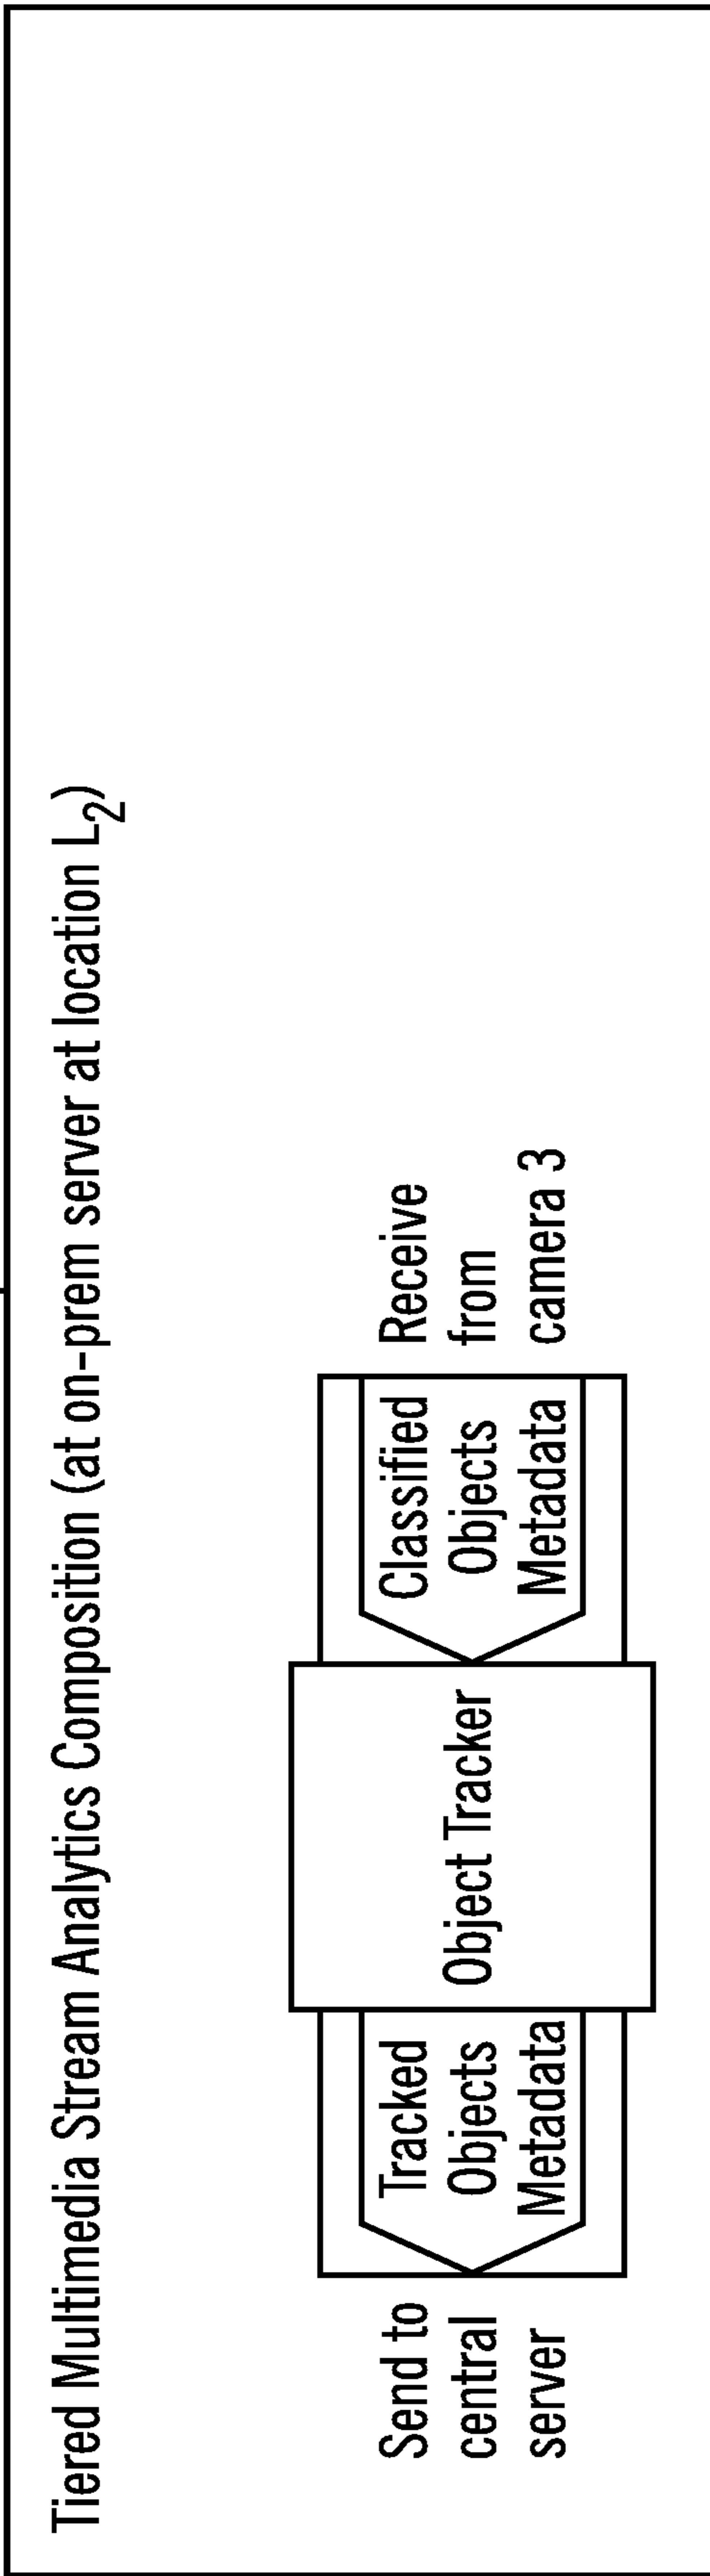 Tiered Multimedia Stream Analytics Composition (at on-prem server at location L2)
Send to
central
server
Tracked
Objects
Metadata
Object Tracker
Classified
Objects
Metadata
Receive
from
camera 3